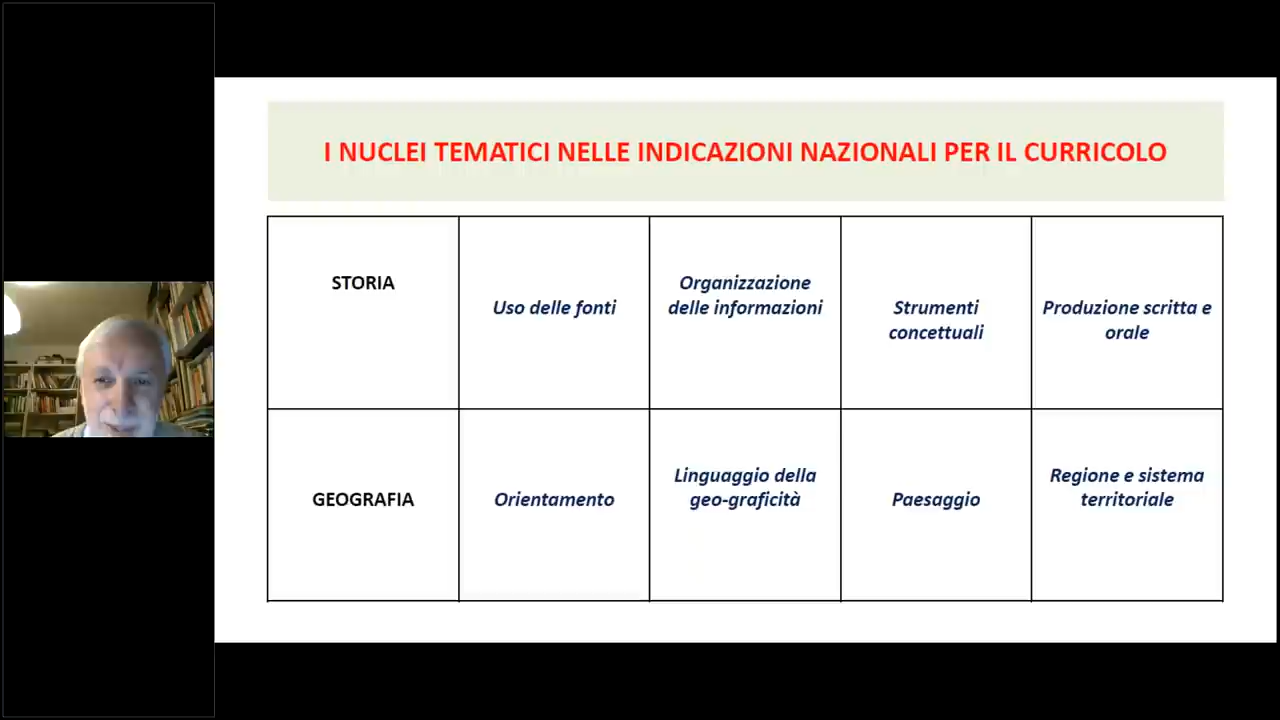 I NUCLEI TEMATICI NELLE INDICAZIONI NAZIONALI PER IL CURRICOLO
STORIA
Uso delle fonti
Organizzazione
delle informazioni
Strumenti
concettuali
Produzione scritta e
orale
GEOGRAFIA
Orientamento
Linguaggio della
geo-graficità
Paesaggio
Regione e sistema
territoriale